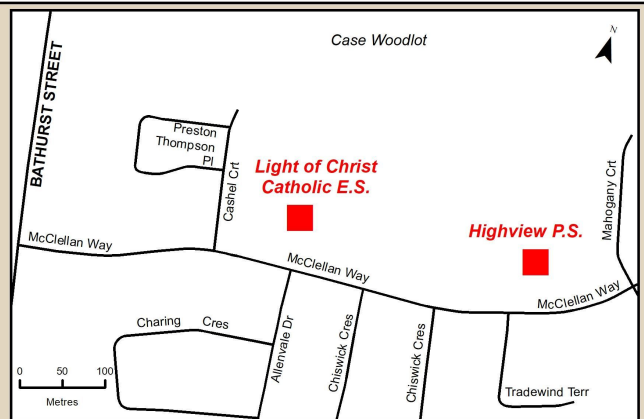 Case Woodlot
BATHURST STREET
Preston
Thompson
Pl
Cashel Crt
Light of Christ
Catholic E.S.
Mahogany Crt
Highview P.S.
McClellan Way
McClellan Way
McClellan Way
Charing Cres
Allenvale Dr
Chiswick Cres
Chiswick Cres
Tradewind Terr
0 50 100
Metres